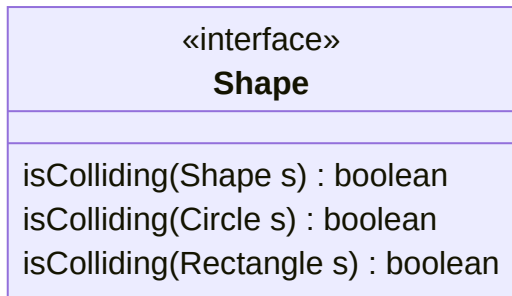 «interface»
Shape
isColliding(Shape s) : boolean
isColliding(Circle s) : boolean
isColliding(Rectangle s) : boolean